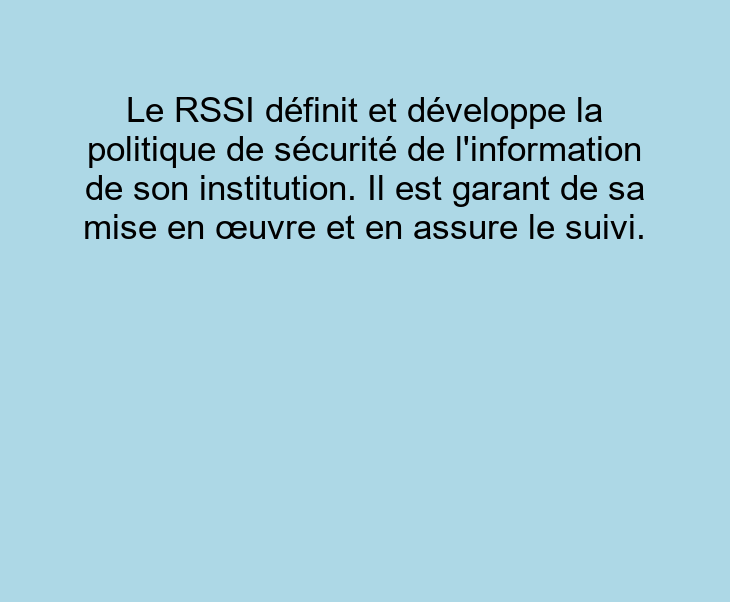 Le RSSI définit et développe la
politique de sécurité de l'information
de son institution. Il est garant de sa
mise en œuvre et en assure le suivi.